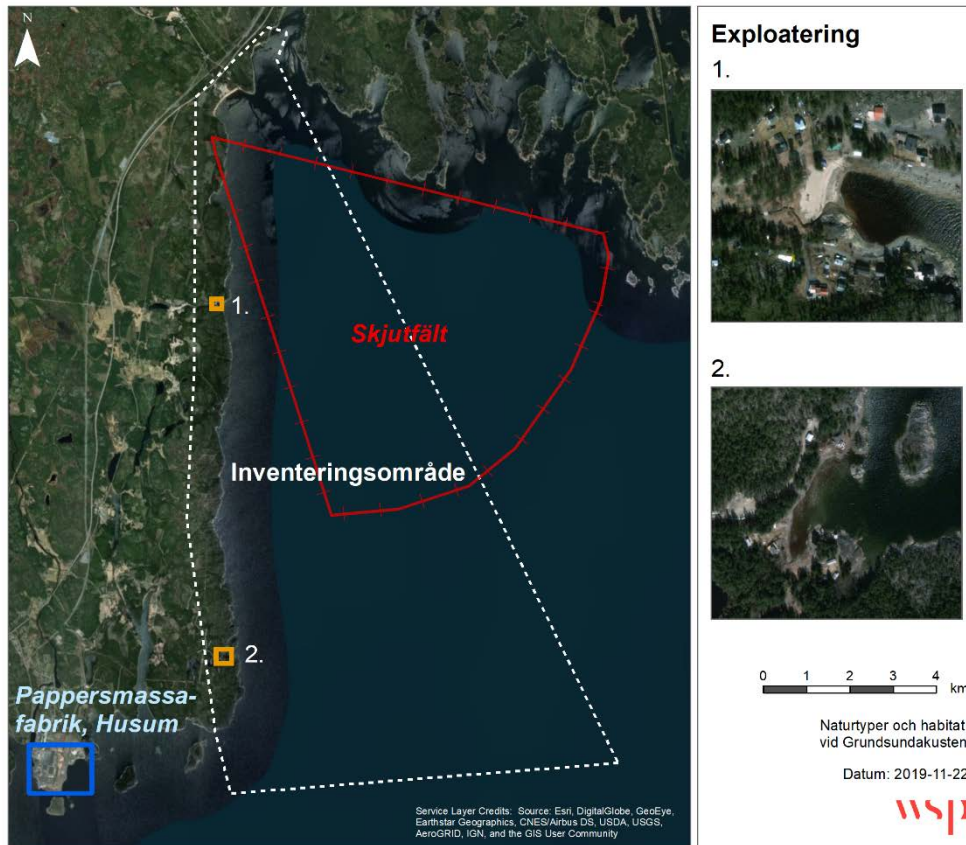 N
1.
Skjutfält
Inventeringsområde
2.
Pappersmassa-
fabrik, Husum
Service Layer Credits: Source: Esri, DigitalGlobe, GeoEye,
Earthstar Geographics, CNES/Airbus DS, USDA, USGS,
AeroGRID, IGN, and the GIS User Community
Exploatering
1.
2.
0 1 2 3 4
km
Naturtyper och habitat
vid Grundsundakusten
Datum: 2019-11-22
wsp